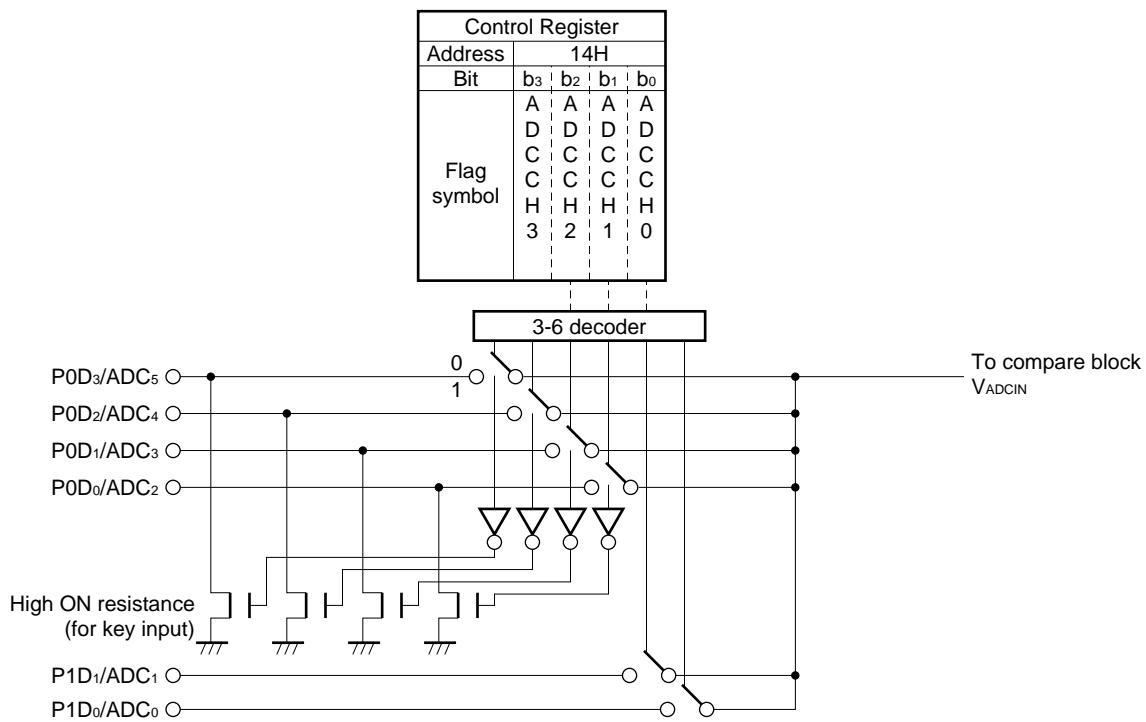 Control Register
Address 14H
Bit b3 b2 b1 b0
Flag symbol
A A A A
D D D D
C C C C
C C C C
H H H H
3 2 1 0
3-6 decoder
0
1
P0D3/ADC5
To compare block
VADCIN
P0D2/ADC4
P0D1/ADC3
P0D0/ADC2
High ON resistance
(for key input)
P1D1/ADC1
P1D0/ADC0